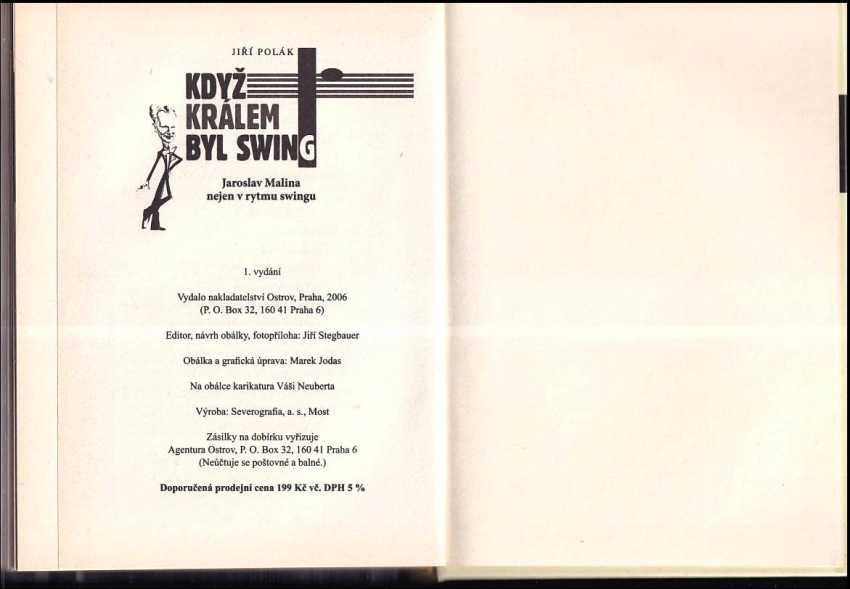 JIŘÍ POLÁK
KDYŽ
KRÁLEM
BYL SWING
Jaroslav Malina
nejen v rytmu swingu
1. vydání
Vydalo nakladatelství Ostrov, Praha, 2006
(P. O. Box 32, 160 41 Praha 6)
Editor, návrh obálky, fotopříloha: Jiří Stegbauer
Obálka a grafická úprava: Marek Jodas
Na obálce karikatura Váši Neuberta
Výroba: Severografia, a. s., Most
Zásilky na dobírku vyřizuje
Agentura Ostrov, P. O. Box 32, 160 41 Praha 6
(Neúčtuje se poštovné a balné.)
Doporučená prodejní cena 199 Kč vč. DPH 5 %